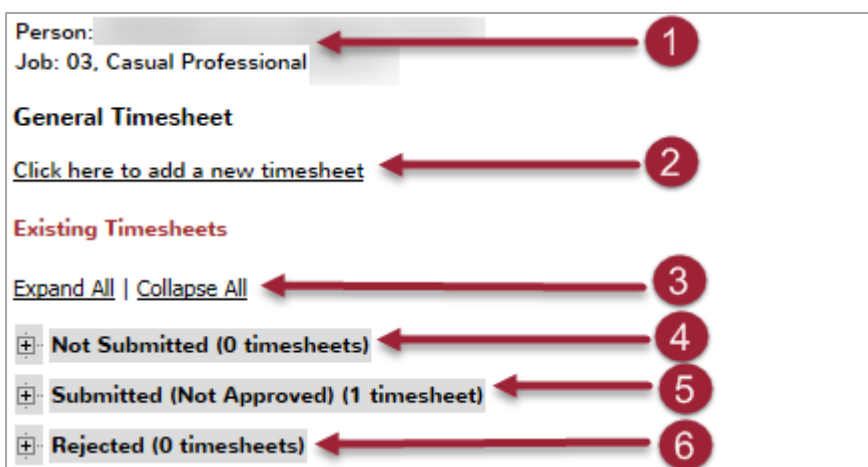 Person: 1
Job: 03, Casual Professional
General Timesheet
Click here to add a new timesheet 2
Existing Timesheets
Expand All | Collapse All 3
Not Submitted (0 timesheets) 4
Submitted (Not Approved) (1 timesheet) 5
Rejected (0 timesheets) 6